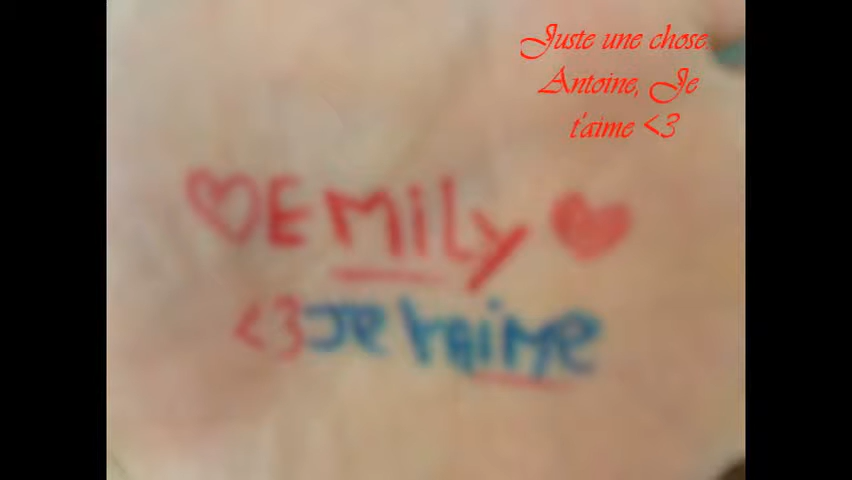 Juste une chose.
Antoine, Je
t'aime <3
EMiLy
<3 Je t'aime